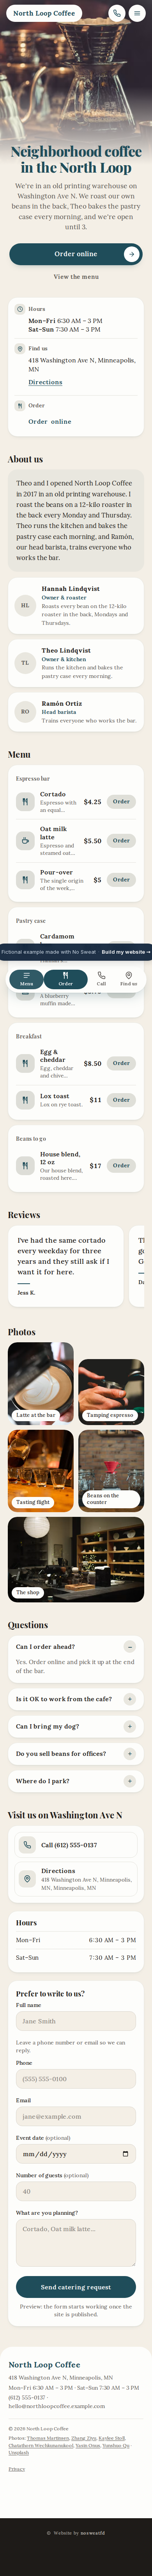 North Loop Coffee
Neighborhood coffee
in the North Loop
We're in an old printing warehouse on
Washington Ave N. We roast our own
beans in the back, Theo bakes the pastry
case every morning, and we're open
until 3.
Order online
View the menu
Hours
Mon–Fri 6:30 AM – 3 PM
Sat–Sun 7:30 AM – 3 PM
Find us
418 Washington Ave N, Minneapolis,
MN
Directions
Order
Order online
About us
Theo and I opened North Loop Coffee
in 2017 in an old printing warehouse. I
roast the beans on a 12-kilo roaster in
the back every Monday and Thursday.
Theo runs the kitchen and bakes the
pastry case each morning, and Ramón,
our head barista, trains everyone who
works the bar.
HL
Hannah Lindqvist
Owner & roaster
Roasts every bean on the 12-kilo
roaster in the back, Mondays and
Thursdays.
TL
Theo Lindqvist
Owner & kitchen
Runs the kitchen and bakes the
pastry case every morning.
RO
Ramón Ortiz
Head barista
Trains everyone who works the bar.
Menu
Espresso bar
Cortado
Espresso with
an equal...
$4.25
Order
Oat milk
latte
Espresso and
steamed oat...
$5.50
Order
Pour-over
The single origin
of the week,...
$5
Order
Pastry case
Cardamom
Fictional example made with No Sweat
Build my website →
Menu
Order
Call
Find us
A blueberry
muffin made...
Breakfast
Egg &
cheddar
Egg, cheddar
and chive...
$8.50
Order
Lox toast
Lox on rye toast.
$11
Order
Beans to go
House blend,
12 oz
Our house blend,
roasted here...
$17
Order
Reviews
I've had the same cortado
every weekday for three
years and they still ask if I
want it for here.
Jess K.
Photos
Latte at the bar
Tamping espresso
Tasting flight
Beans on the
counter
The shop
Questions
Can I order ahead?
Yes. Order online and pick it up at the end
of the bar.
Is it OK to work from the cafe?
Can I bring my dog?
Do you sell beans for offices?
Where do I park?
Visit us on Washington Ave N
Call (612) 555-0137
Directions
418 Washington Ave N, Minneapolis,
MN, Minneapolis, MN
Hours
Mon–Fri 6:30 AM – 3 PM
Sat–Sun 7:30 AM – 3 PM
Prefer to write to us?
Full name
Jane Smith
Leave a phone number or email so we can
reply.
Phone
(555) 555-0100
Email
jane@example.com
Event date (optional)
mm/dd/yyyy
Number of guests (optional)
40
What are you planning?
Cortado, Oat milk latte...
Send catering request
Preview: the form starts working once the
site is published.
North Loop Coffee
418 Washington Ave N, Minneapolis, MN
Mon–Fri 6:30 AM – 3 PM · Sat–Sun 7:30 AM – 3 PM
(612) 555-0137 ·
hello@northloopcoffee.example.com
© 2026 North Loop Coffee
Unsplash
Privacy
Website by nosweatfd